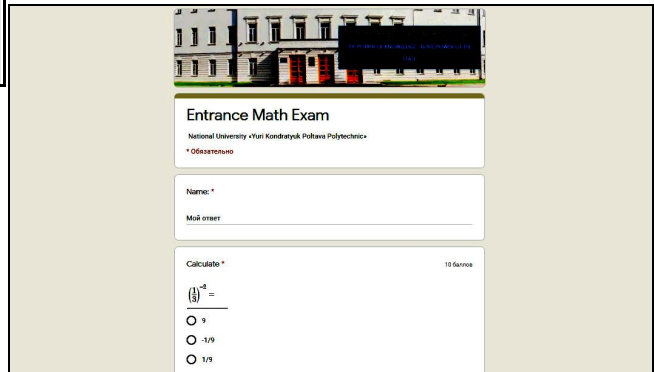 Entrance Math Exam
National University «Yuri Kondratyuk Poltava Polytechnic»
* Обязательно
Name: *
Мой ответ
Calculate *
10 баллов
(1/3)^-2 =
9
-1/9
1/9